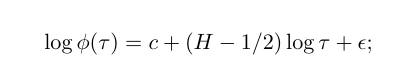 log ϕ(τ) = c + (H − 1/2) log τ + ϵ;